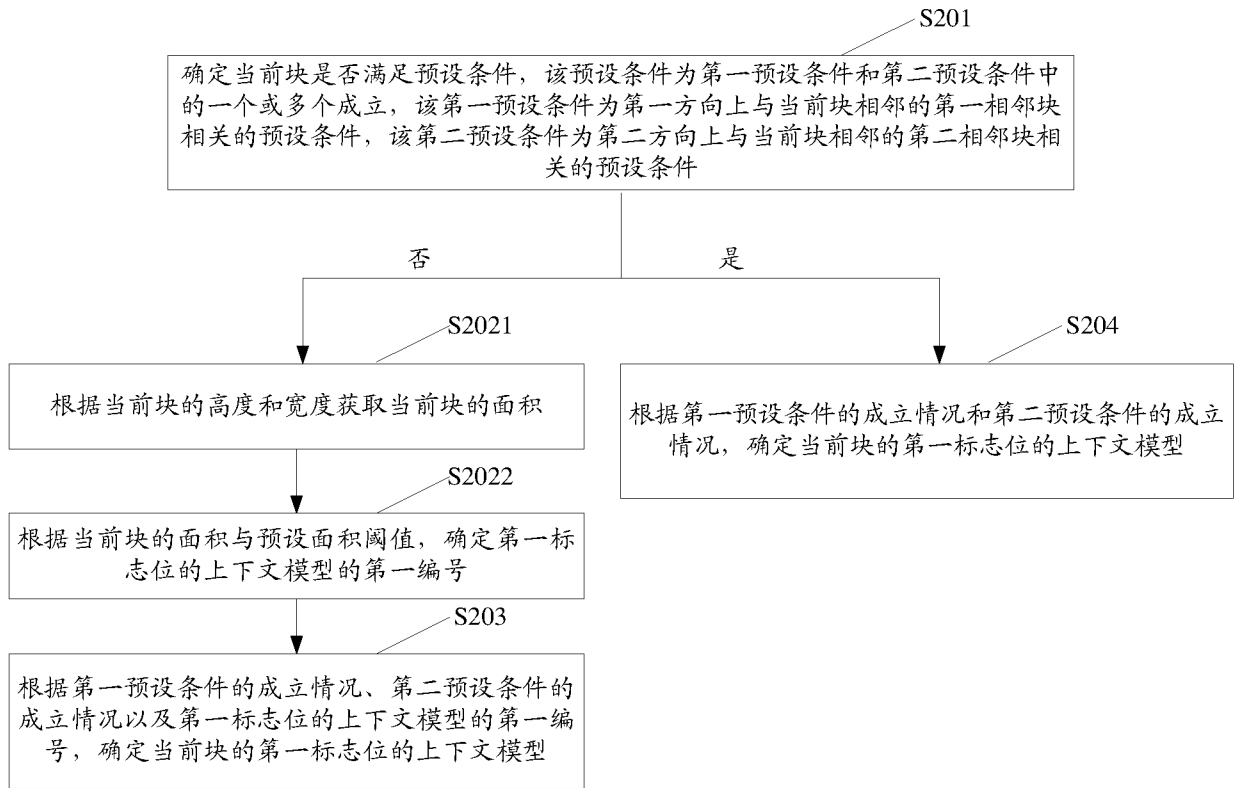 S201
确定当前块是否满足预设条件，该预设条件为第一预设条件和第二预设条件中
的一个或多个成立，该第一预设条件为第一方向上与当前块相邻的第一相邻块
相关的预设条件，该第二预设条件为第二方向上与当前块相邻的第二相邻块相
关的预设条件
否
是
S2021
根据当前块的高度和宽度获取当前块的面积
S204
根据第一预设条件的成立情况和第二预设条件的成立
情况，确定当前块的第一标志位的上下文模型
S2022
根据当前块的面积与预设面积阈值，确定第一标
志位的上下文模型的第一编号
S203
根据第一预设条件的成立情况、第二预设条件的
成立情况以及第一标志位的上下文模型的第一编
号，确定当前块的第一标志位的上下文模型